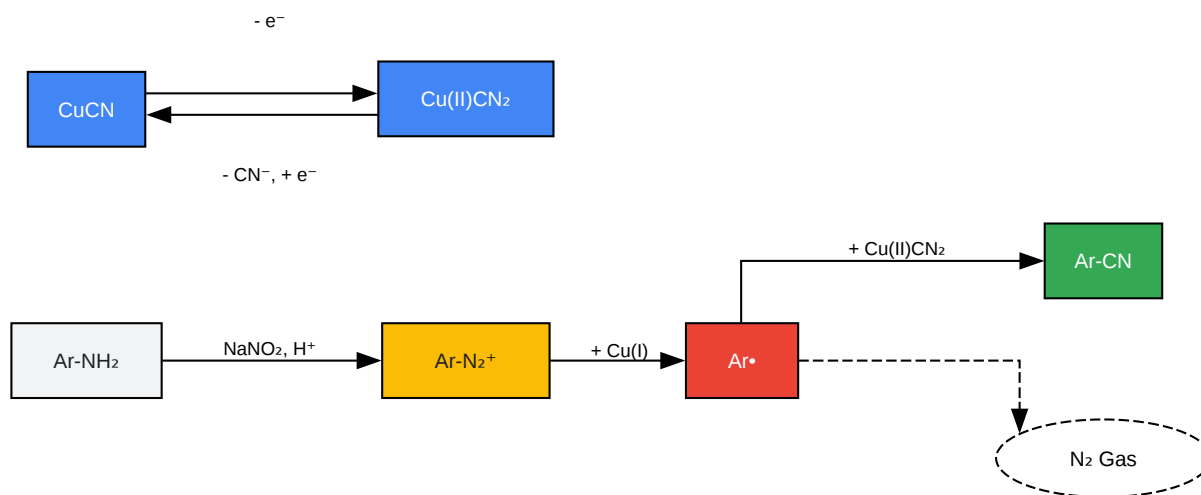 - e⁻
CuCN
Cu(II)CN₂
- CN⁻, + e⁻
+ Cu(II)CN₂
Ar-CN
Ar-NH₂
NaNO₂, H⁺
Ar-N₂⁺
+ Cu(I)
Ar•
N₂ Gas